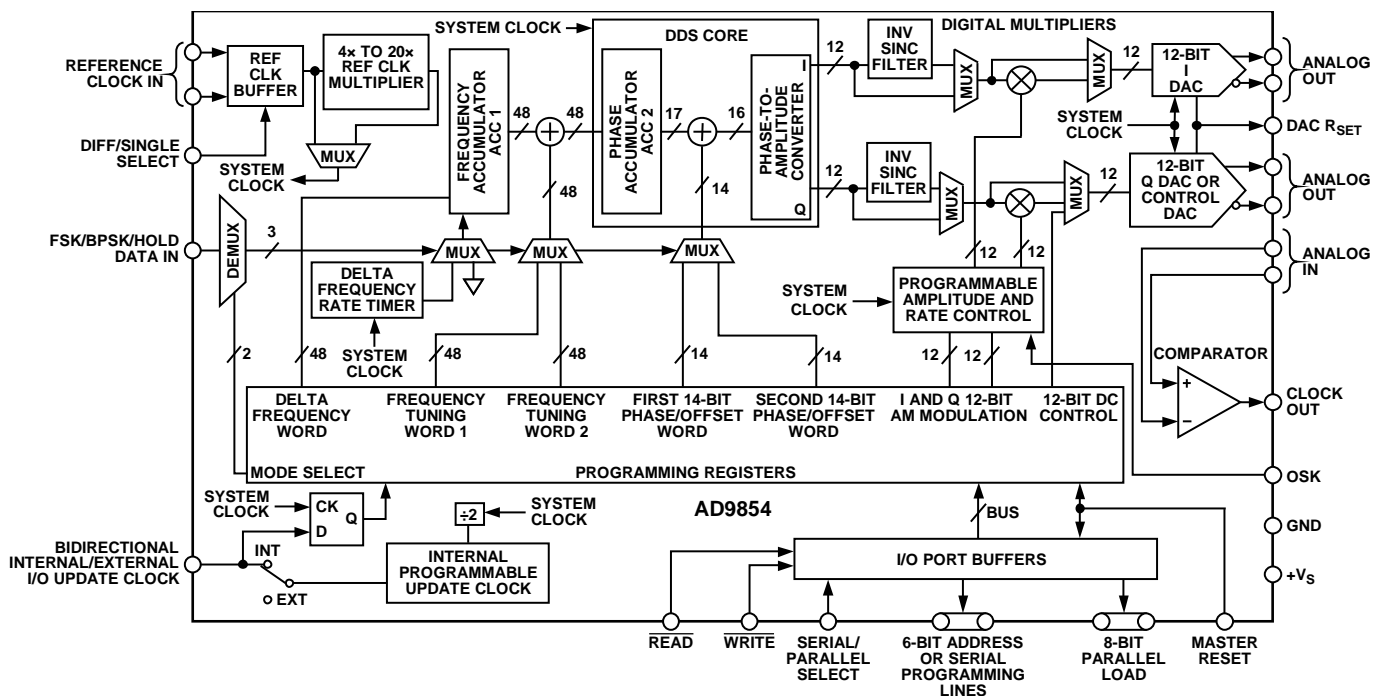 SYSTEM CLOCK
DIGITAL MULTIPLIERS
REFERENCE
CLOCK IN
REF
CLK
BUFFER
4× TO 20×
REF CLK
MULTIPLIER
MUX
SYSTEM
CLOCK
DIFF/SINGLE
SELECT
FREQUENCY
ACCUMULATOR
ACC 1
48
48
48
DDS CORE
PHASE
ACCUMULATOR
ACC 2
17
16
14
PHASE-TO-
AMPLITUDE
CONVERTER
I
Q
12
INV
SINC
FILTER
MUX
MUX
12
12-BIT
I
DAC
ANALOG
OUT
SYSTEM
CLOCK
DAC RSET
12
INV
SINC
FILTER
MUX
MUX
12
12-BIT
Q DAC OR
CONTROL
DAC
ANALOG
OUT
FSK/BPSK/HOLD
DATA IN
DEMUX
3
MUX
MUX
MUX
DELTA
FREQUENCY
RATE TIMER
SYSTEM
CLOCK
12
12
SYSTEM
CLOCK
PROGRAMMABLE
AMPLITUDE AND
RATE CONTROL
ANALOG
IN
2
48
48
48
14
14
12
12
COMPARATOR
+
−
CLOCK
OUT
DELTA
FREQUENCY
WORD
FREQUENCY
TUNING
WORD 1
FREQUENCY
TUNING
WORD 2
FIRST 14-BIT
PHASE/OFFSET
WORD
SECOND 14-BIT
PHASE/OFFSET
WORD
I AND Q 12-BIT
AM MODULATION
12-BIT DC
CONTROL
MODE SELECT
PROGRAMMING REGISTERS
OSK
SYSTEM
CLOCK
CK
Q
D
÷2
SYSTEM
CLOCK
AD9854
BUS
GND
BIDIRECTIONAL
INTERNAL/EXTERNAL
I/O UPDATE CLOCK
INT
EXT
INTERNAL
PROGRAMMABLE
UPDATE CLOCK
I/O PORT BUFFERS
+VS
READ
WRITE
SERIAL/
PARALLEL
SELECT
6-BIT ADDRESS
OR SERIAL
PROGRAMMING
LINES
8-BIT
PARALLEL
LOAD
MASTER
RESET